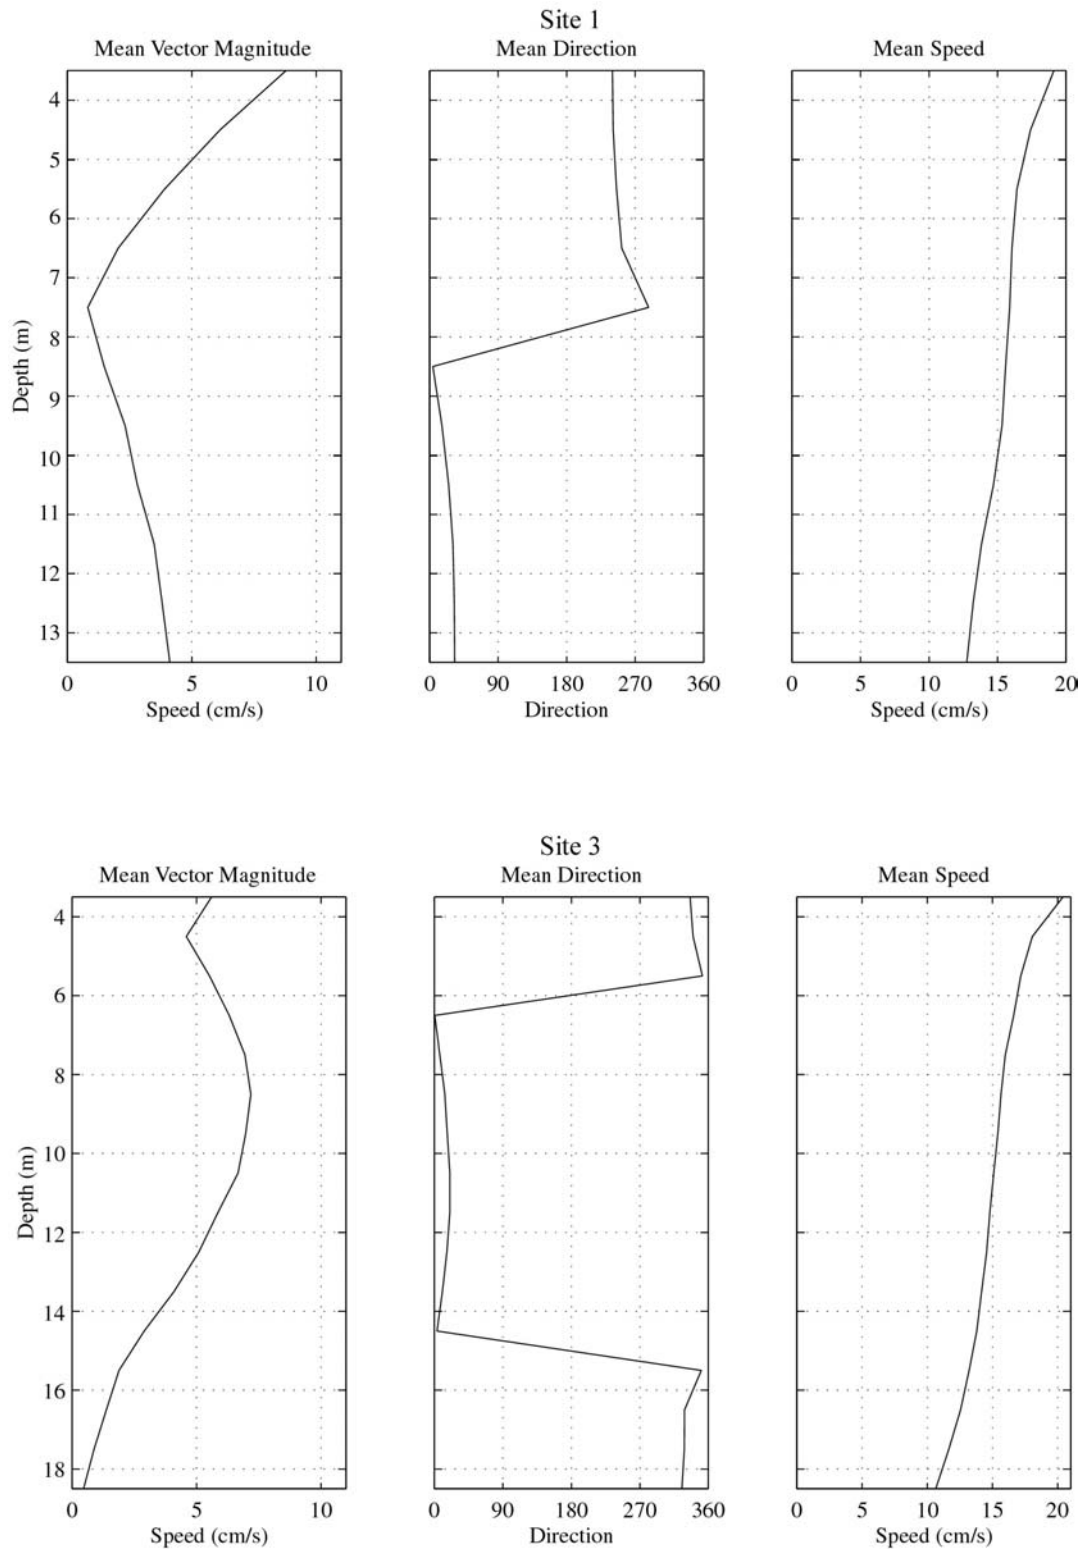 Site 1
Mean Vector Magnitude
Mean Direction
Mean Speed
Depth (m)
4
5
6
7
8
9
10
11
12
13
0 5 10
0 90 180 270 360
0 5 10 15 20
Speed (cm/s)
Direction
Speed (cm/s)
Site 3
Mean Vector Magnitude
Mean Direction
Mean Speed
Depth (m)
4
6
8
10
12
14
16
18
0 5 10
0 90 180 270 360
0 5 10 15 20
Speed (cm/s)
Direction
Speed (cm/s)